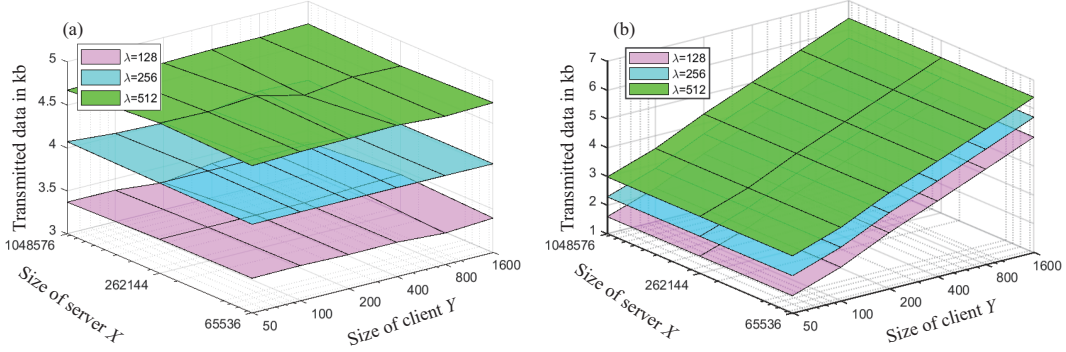 (a)
λ=128
λ=256
λ=512
Transmitted data in kb
5
4.5
4
3.5
3
1048576
262144
65536
Size of server X
50
100
200
400
800
1600
Size of client Y
(b)
λ=128
λ=256
λ=512
Transmitted data in kb
7
6
5
4
3
2
1
1048576
262144
65536
Size of server X
50
100
200
400
800
1600
Size of client Y